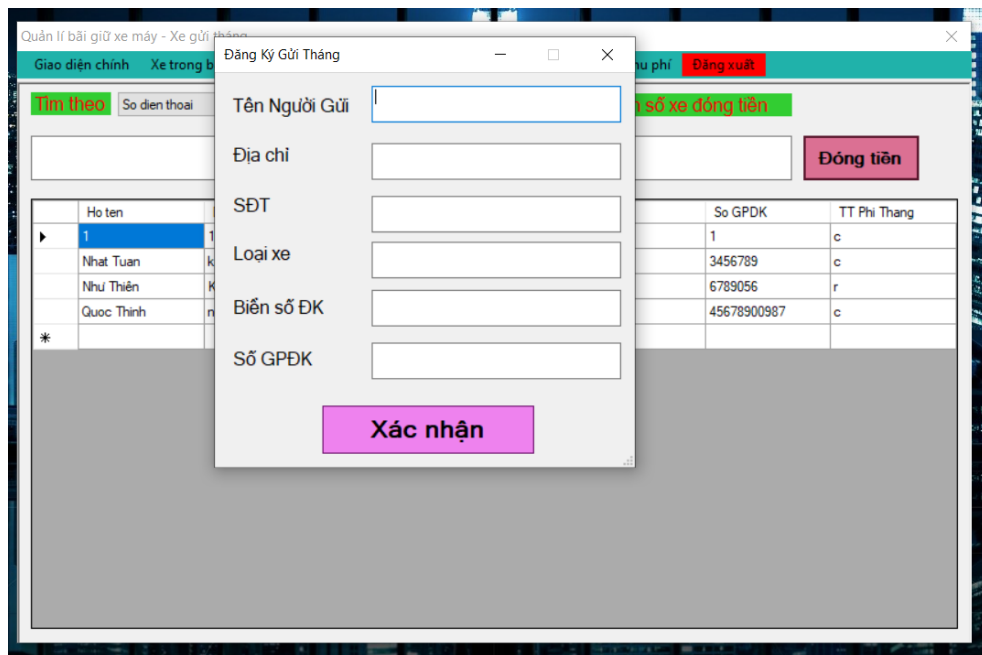 Quản lí bãi giữ xe máy - Xe gửi tháng
Giao diện chính Xe trong phí Đăng xuất
Tìm theo So dien thoai số xe đóng tiền
Đóng tiền
Ho ten So GPDK TT Phi Thang
1 1 1 c
Nhat Tuan k 3456789 c
Như Thiên K 6789056 r
Quoc Thinh n 45678900987 c
Đăng Ký Gửi Tháng
Tên Người Gửi
Địa chỉ
SĐT
Loại xe
Biển số ĐK
Số GPĐK
Xác nhận